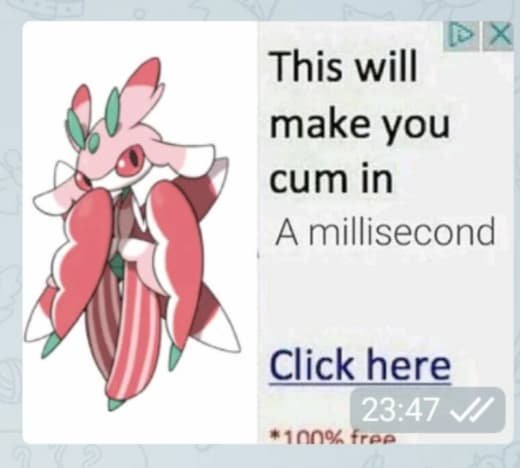 This will
make you
cum in
A millisecond
Click here
23:47
*100% free